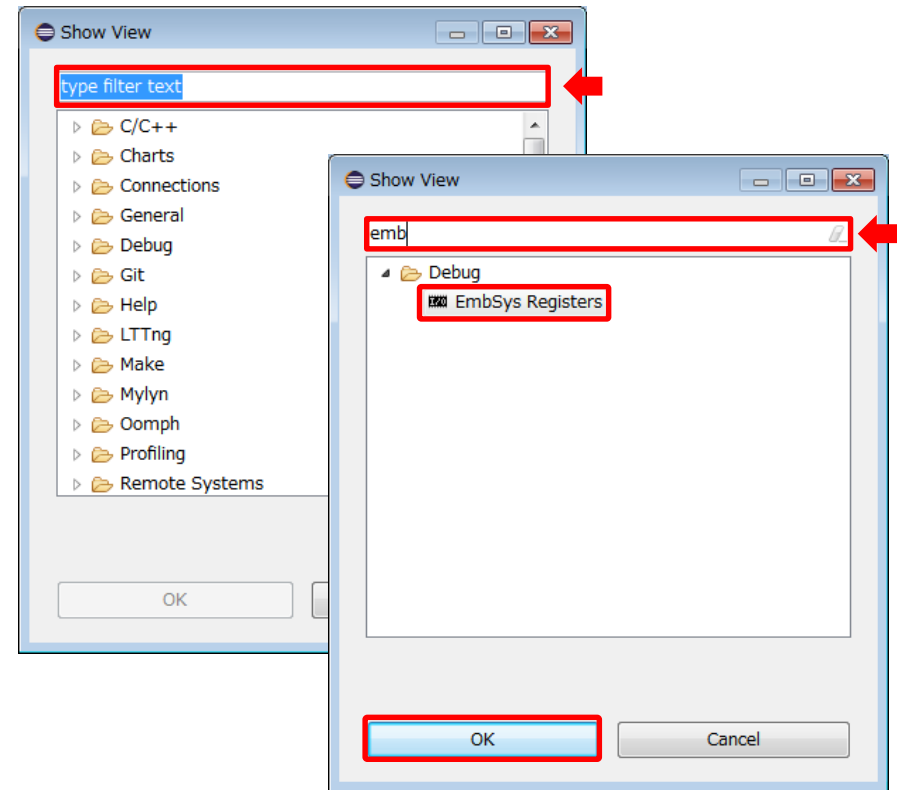 Show View
type filter text
C/C++
Charts
Connections
General
Debug
Git
Help
LTTng
Make
Mylyn
Oomph
Profiling
Remote Systems
OK
Show View
emb
Debug
EmbSys Registers
OK
Cancel